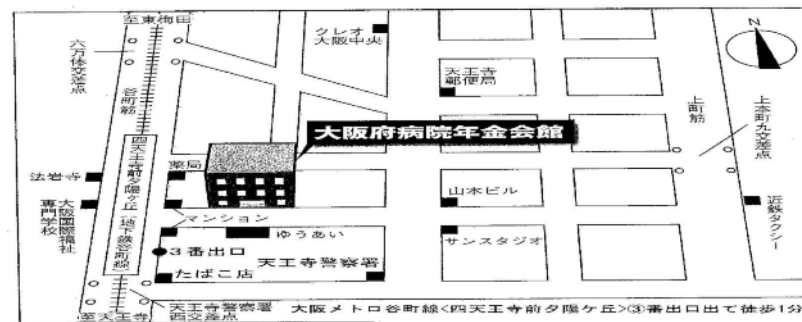 至東梅田
六万体交差点
谷町筋
クレオ
大阪中央
天王寺
郵便局
N
上町筋
上本町九交差点
大阪府病院年金会館
四天王寺前夕陽ヶ丘(地下鉄谷町線)
薬局
法岩寺
大阪国際福祉
専門学校
マンション
山本ビル
近鉄タクシー
ゆうあい
3番出口
天王寺警察署
サンスタジオ
たばこ店
天王寺警察署
西交差点
至天王寺
大阪メトロ谷町線<四天王寺前夕陽ケ丘>③番出口出て徒歩1分